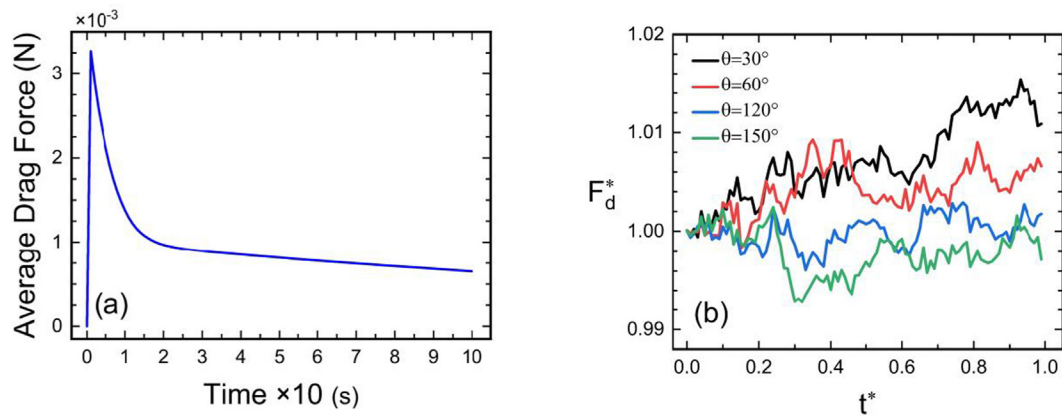 ×10⁻³
Average Drag Force (N)
3
2
1
0
(a)
0 1 2 3 4 5 6 7 8 9 10
Time ×10 (s)
1.02
1.01
1.00
0.99
F*d
θ=30°
θ=60°
θ=120°
θ=150°
(b)
0.0 0.2 0.4 0.6 0.8 1.0
t*